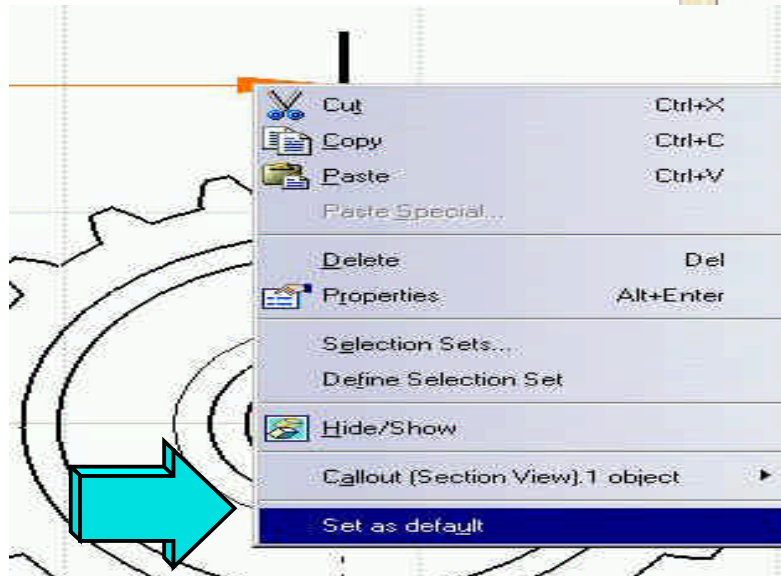 Cut Ctrl+X
Copy Ctrl+C
Paste Ctrl+V
Paste Special...
Delete Del
Properties Alt+Enter
Selection Sets...
Define Selection Set
Hide/Show
Callout (Section View).1 object
Set as default